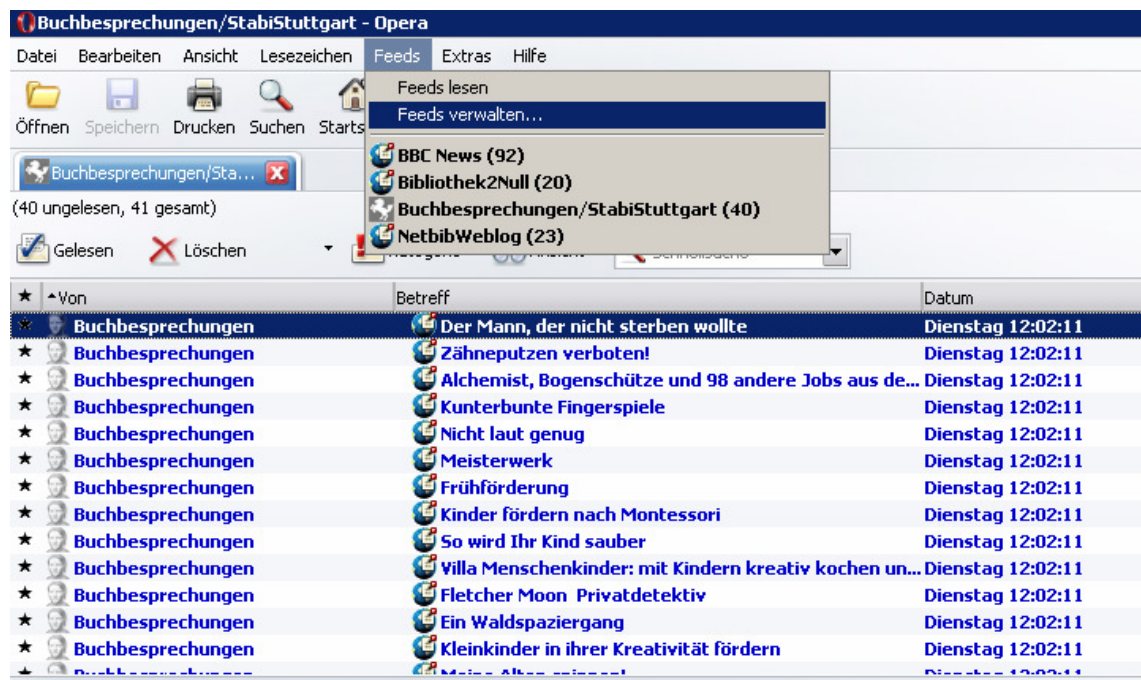 Buchbesprechungen/StabiStuttgart - Opera
Datei Bearbeiten Ansicht Lesezeichen Feeds Extras Hilfe
Feeds lesen
Feeds verwalten...
BBC News (92)
Bibliothek2Null (20)
Buchbesprechungen/StabiStuttgart (40)
NetbibWeblog (23)
Öffnen Speichern Drucken Suchen Starts
Buchbesprechungen/Sta...
(40 ungelesen, 41 gesamt)
Gelesen Löschen
Von Betreff Datum
Buchbesprechungen Der Mann, der nicht sterben wollte Dienstag 12:02:11
Buchbesprechungen Zähneputzen verboten! Dienstag 12:02:11
Buchbesprechungen Alchemist, Bogenschütze und 98 andere Jobs aus de... Dienstag 12:02:11
Buchbesprechungen Kunterbunte Fingerspiele Dienstag 12:02:11
Buchbesprechungen Nicht laut genug Dienstag 12:02:11
Buchbesprechungen Meisterwerk Dienstag 12:02:11
Buchbesprechungen Frühförderung Dienstag 12:02:11
Buchbesprechungen Kinder fördern nach Montessori Dienstag 12:02:11
Buchbesprechungen So wird Ihr Kind sauber Dienstag 12:02:11
Buchbesprechungen Villa Menschenkinder: mit Kindern kreativ kochen un... Dienstag 12:02:11
Buchbesprechungen Fletcher Moon Privatdetektiv Dienstag 12:02:11
Buchbesprechungen Ein Waldspaziergang Dienstag 12:02:11
Buchbesprechungen Kleinkinder in ihrer Kreativität fördern Dienstag 12:02:11